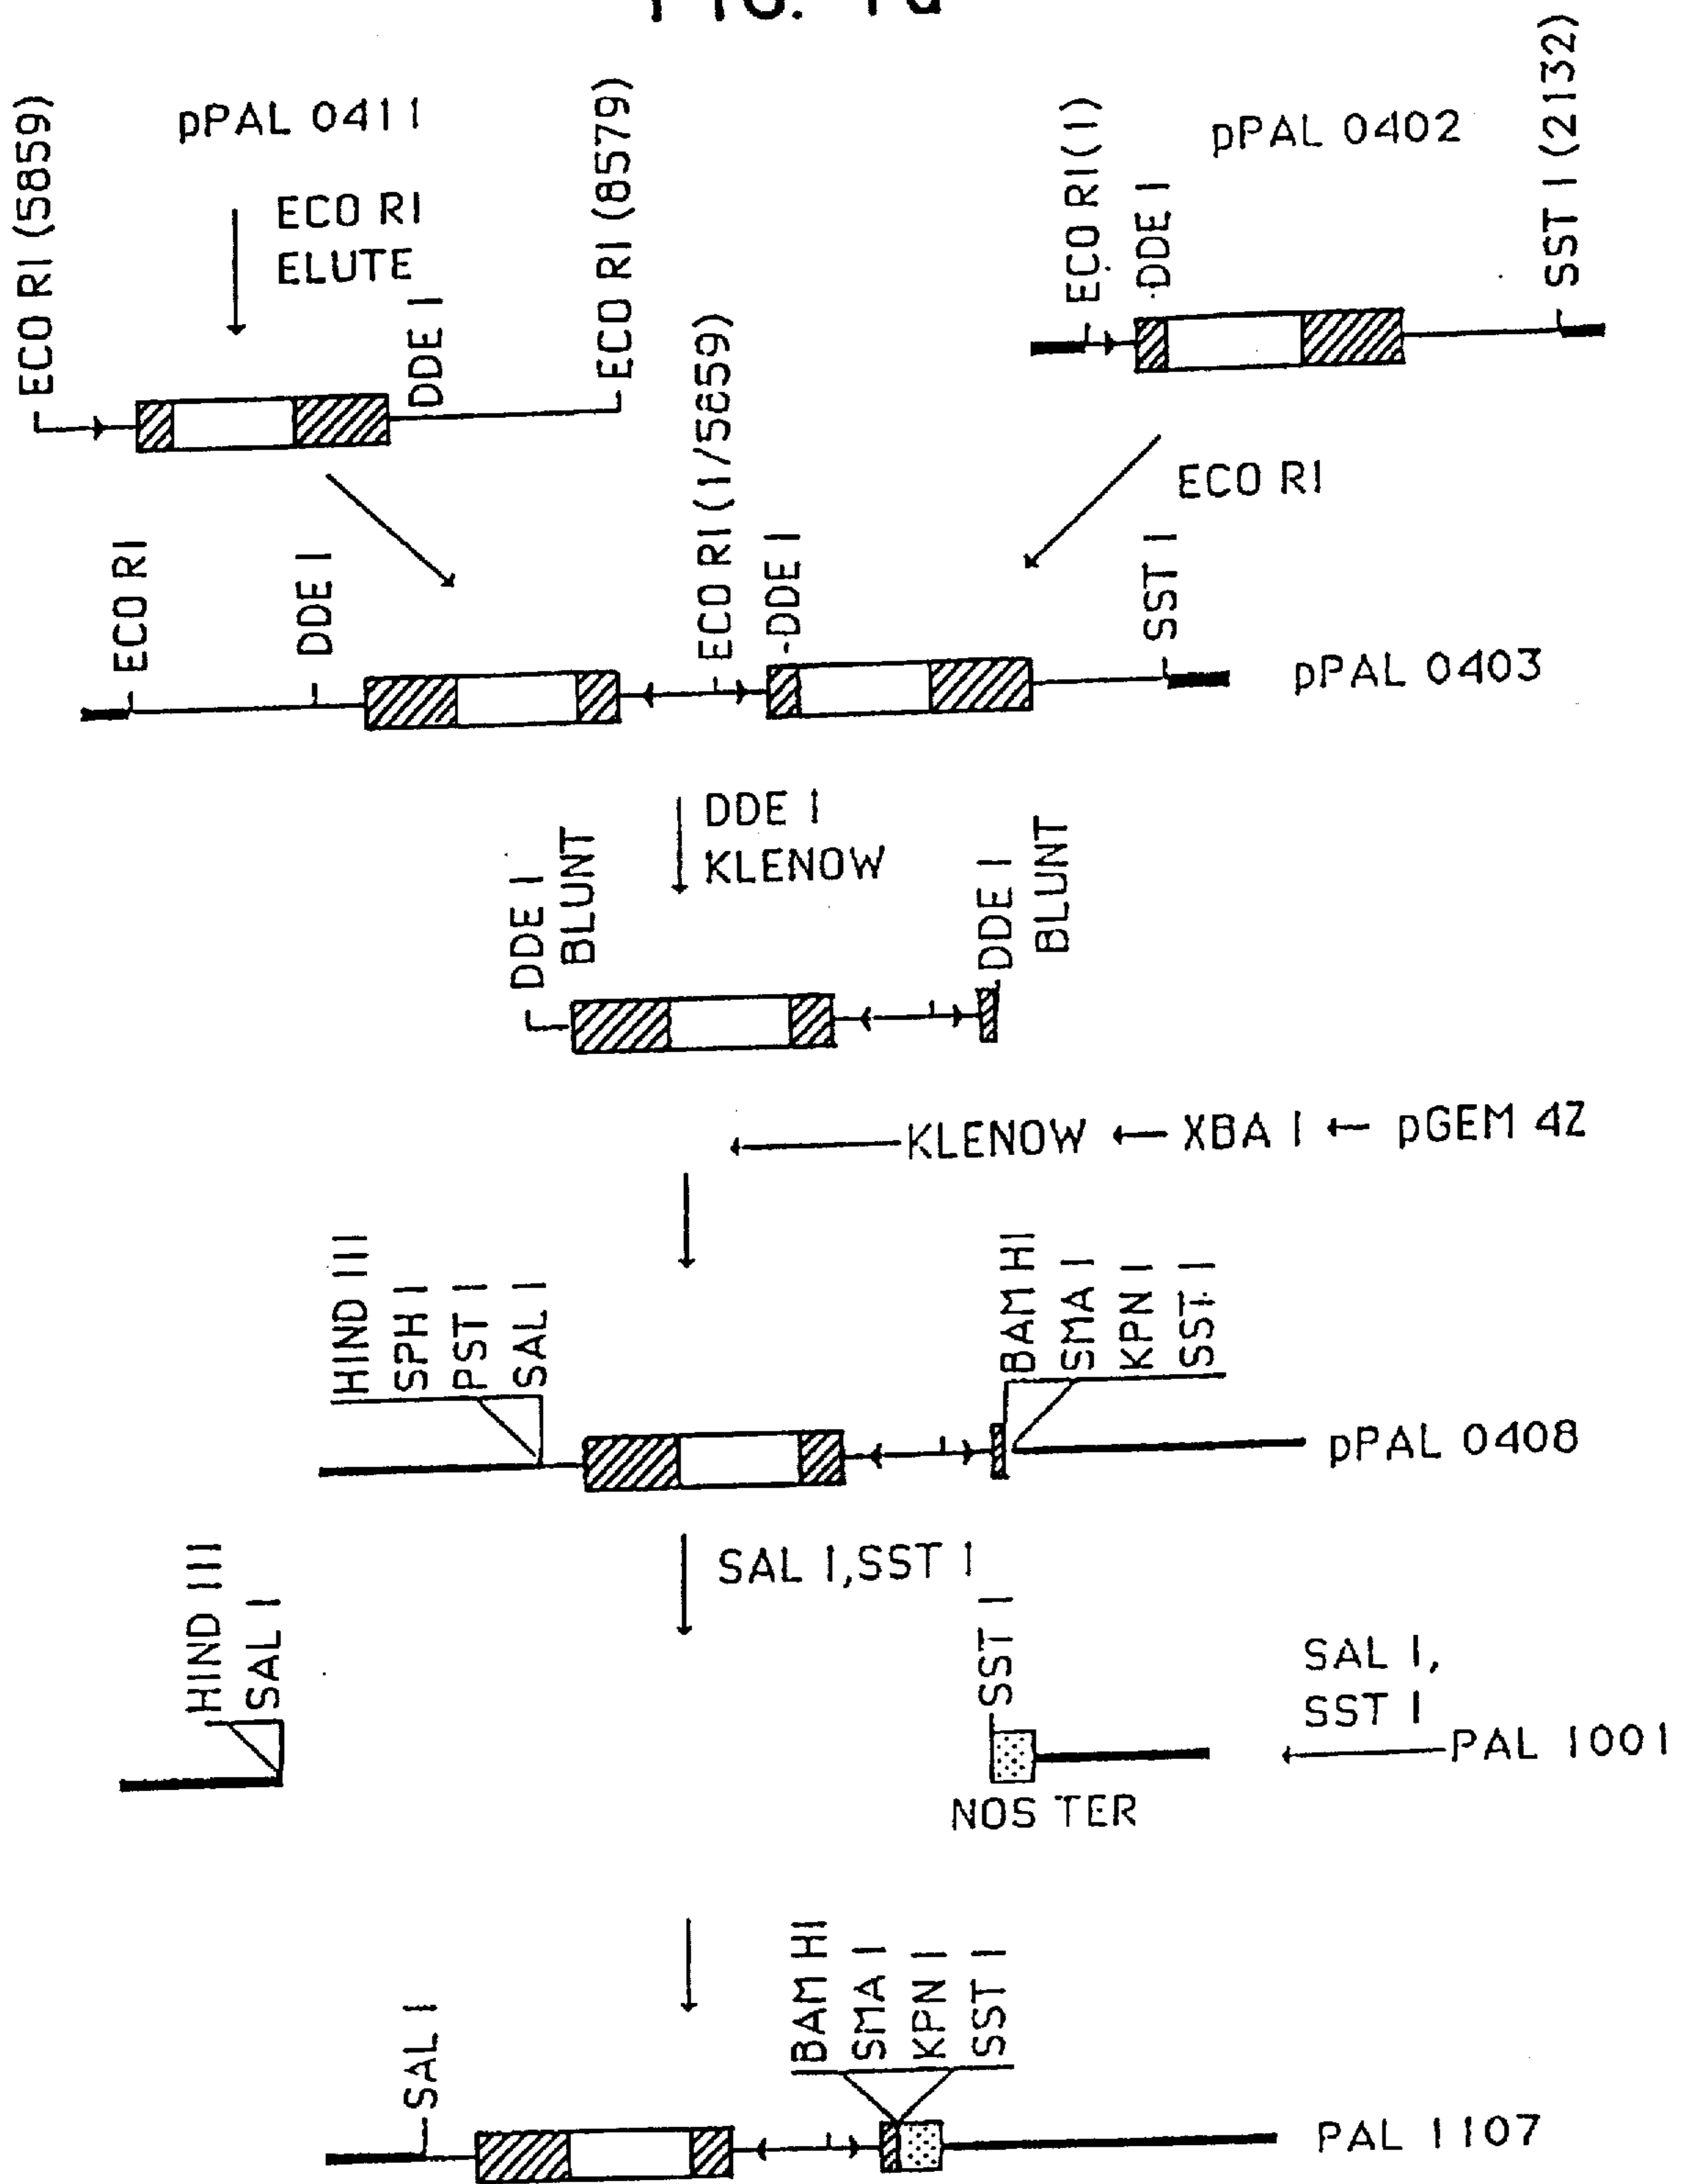 pPAL 0411
ECO RI (5859)
ECO RI
ELUTE
DDE I
ECO RI (8579)
pPAL 0402
ECO RI (1)
DDE I
SST I (2132)
ECO RI
ECO RI
DDE I
ECO RI (1/5859)
DDE I
SST I
pPAL 0403
DDE I
KLENOW
DDE I
BLUNT
DDE I
BLUNT
KLENOW ← XBA I ← pGEM 4Z
HIND III
SPH I
PST I
SAL I
BAM HI
SMA I
KPN I
SST I
pPAL 0408
SAL I, SST I
HIND III
SAL I
SST I
NOS TER
SAL I,
SST I
PAL 1001
SAL I
BAM HI
SMA I
KPN I
SST I
PAL 1107